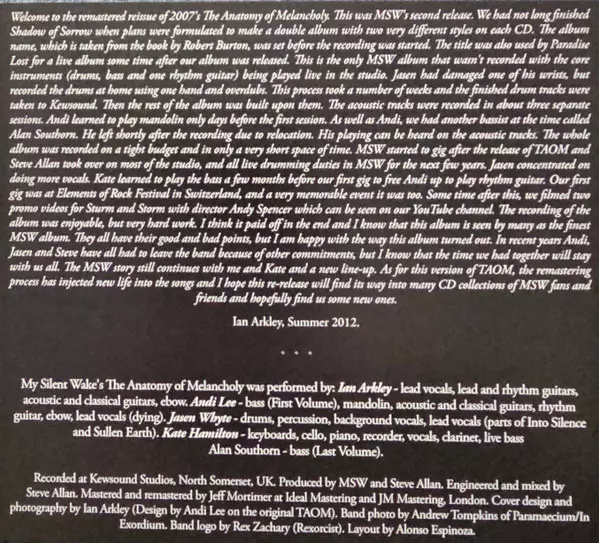 Welcome to the remastered reissue of 2007's The Anatomy of Melancholy. This was MSW's second release. We had not long finished
Shadow of Sorrow when plans were formulated to make a double album with two very different styles on each CD. The album
name, which is taken from the book by Robert Burton, was set before the recording was started. The title was also used by Paradise
Lost for a live album some time after our album was released. This is the only MSW album that wasn't recorded with the core
instruments (drums, bass and one rhythm guitar) being played live in the studio. Jasen had damaged one of his wrists, but
recorded the drums at home using one hand and overdubs. This process took a number of weeks and the finished drum tracks were
taken to Kewsound. Then the rest of the album was built upon them. The acoustic tracks were recorded in about three separate
sessions. Andi learned to play mandolin only days before the first session. As well as Andi, we had another bassist at the time called
Alan Southorn. He left shortly after the recording due to relocation. His playing can be heard on the acoustic tracks. The whole
album was recorded on a tight budget and in only a very short space of time. MSW started to gig after the release of TAOM and
Steve Allan took over on most of the studio, and all live drumming duties in MSW for the next few years. Jasen concentrated on
doing more vocals. Kate learned to play the bass a few months before our first gig to free Andi up to play rhythm guitar. Our first
gig was at Elements of Rock Festival in Switzerland, and a very memorable event it was too. Some time after this, we filmed two
promo videos for Sturm and Storm with director Andy Spencer which can be seen on our YouTube channel. The recording of the
album was enjoyable, but very hard work. I think it paid off in the end and I know that this album is seen by many as the finest
MSW album. They all have their good and bad points, but I am happy with the way this album turned out. In recent years Andi,
Jasen and Steve have all had to leave the band because of other commitments, but I know that the time we had together will stay
with us all. The MSW story still continues with me and Kate and a new line-up. As for this version of TAOM, the remastering
process has injected new life into the songs and I hope this re-release will find its way into many CD collections of MSW fans and
friends and hopefully find us some new ones.
Ian Arkley, Summer 2012.
* * *
My Silent Wake's The Anatomy of Melancholy was performed by: Ian Arkley - lead vocals, lead and rhythm guitars,
acoustic and classical guitars, ebow. Andi Lee - bass (First Volume), mandolin, acoustic and classical guitars, rhythm
guitar, ebow, lead vocals (dying). Jasen Whyte - drums, percussion, background vocals, lead vocals (parts of Into Silence
and Sullen Earth). Kate Hamilton - keyboards, cello, piano, recorder, vocals, clarinet, live bass
Alan Southorn - bass (Last Volume).
Recorded at Kewsound Studios, North Somerset, UK. Produced by MSW and Steve Allan. Engineered and mixed by
Steve Allan. Mastered and remastered by Jeff Mortimer at Ideal Mastering and JM Mastering, London. Cover design and
photography by Ian Arkley (Design by Andi Lee on the original TAOM). Band photo by Andrew Tompkins of Paramaecium/In
Exordium. Band logo by Rex Zachary (Rexorcist). Layout by Alonso Espinoza.